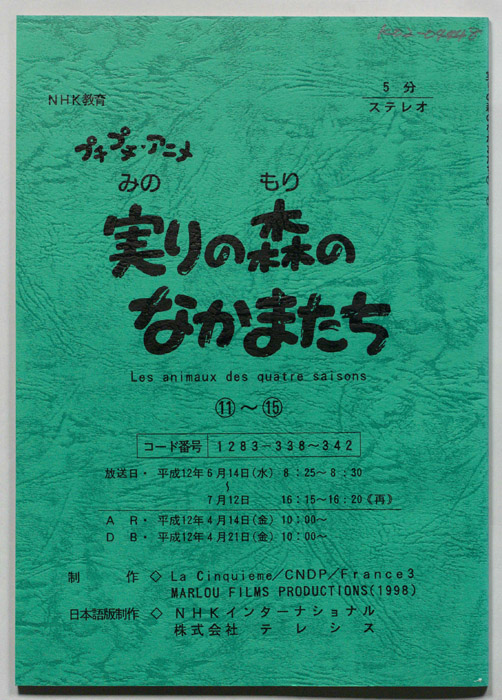 NHK教育
5分
ステレオ
プチプチ・アニメ
みの もり
実りの森の
なかまたち
Les animaux des quatre saisons
⑪〜⑮
コード番号 1283-338〜342
放送日・ 平成12年6月14日(水) 8:25〜8:30
〜
7月12日 16:15〜16:20《再》
AR・ 平成12年4月14日(金) 10:00〜
DB・ 平成12年4月21日(金) 10:00〜
制作◇ La Cinquieme/CNDP/France3
MARLOU FILMS PRODUCTIONS(1998)
日本語版制作◇ NHKインターナショナル
株式会社 テレシス